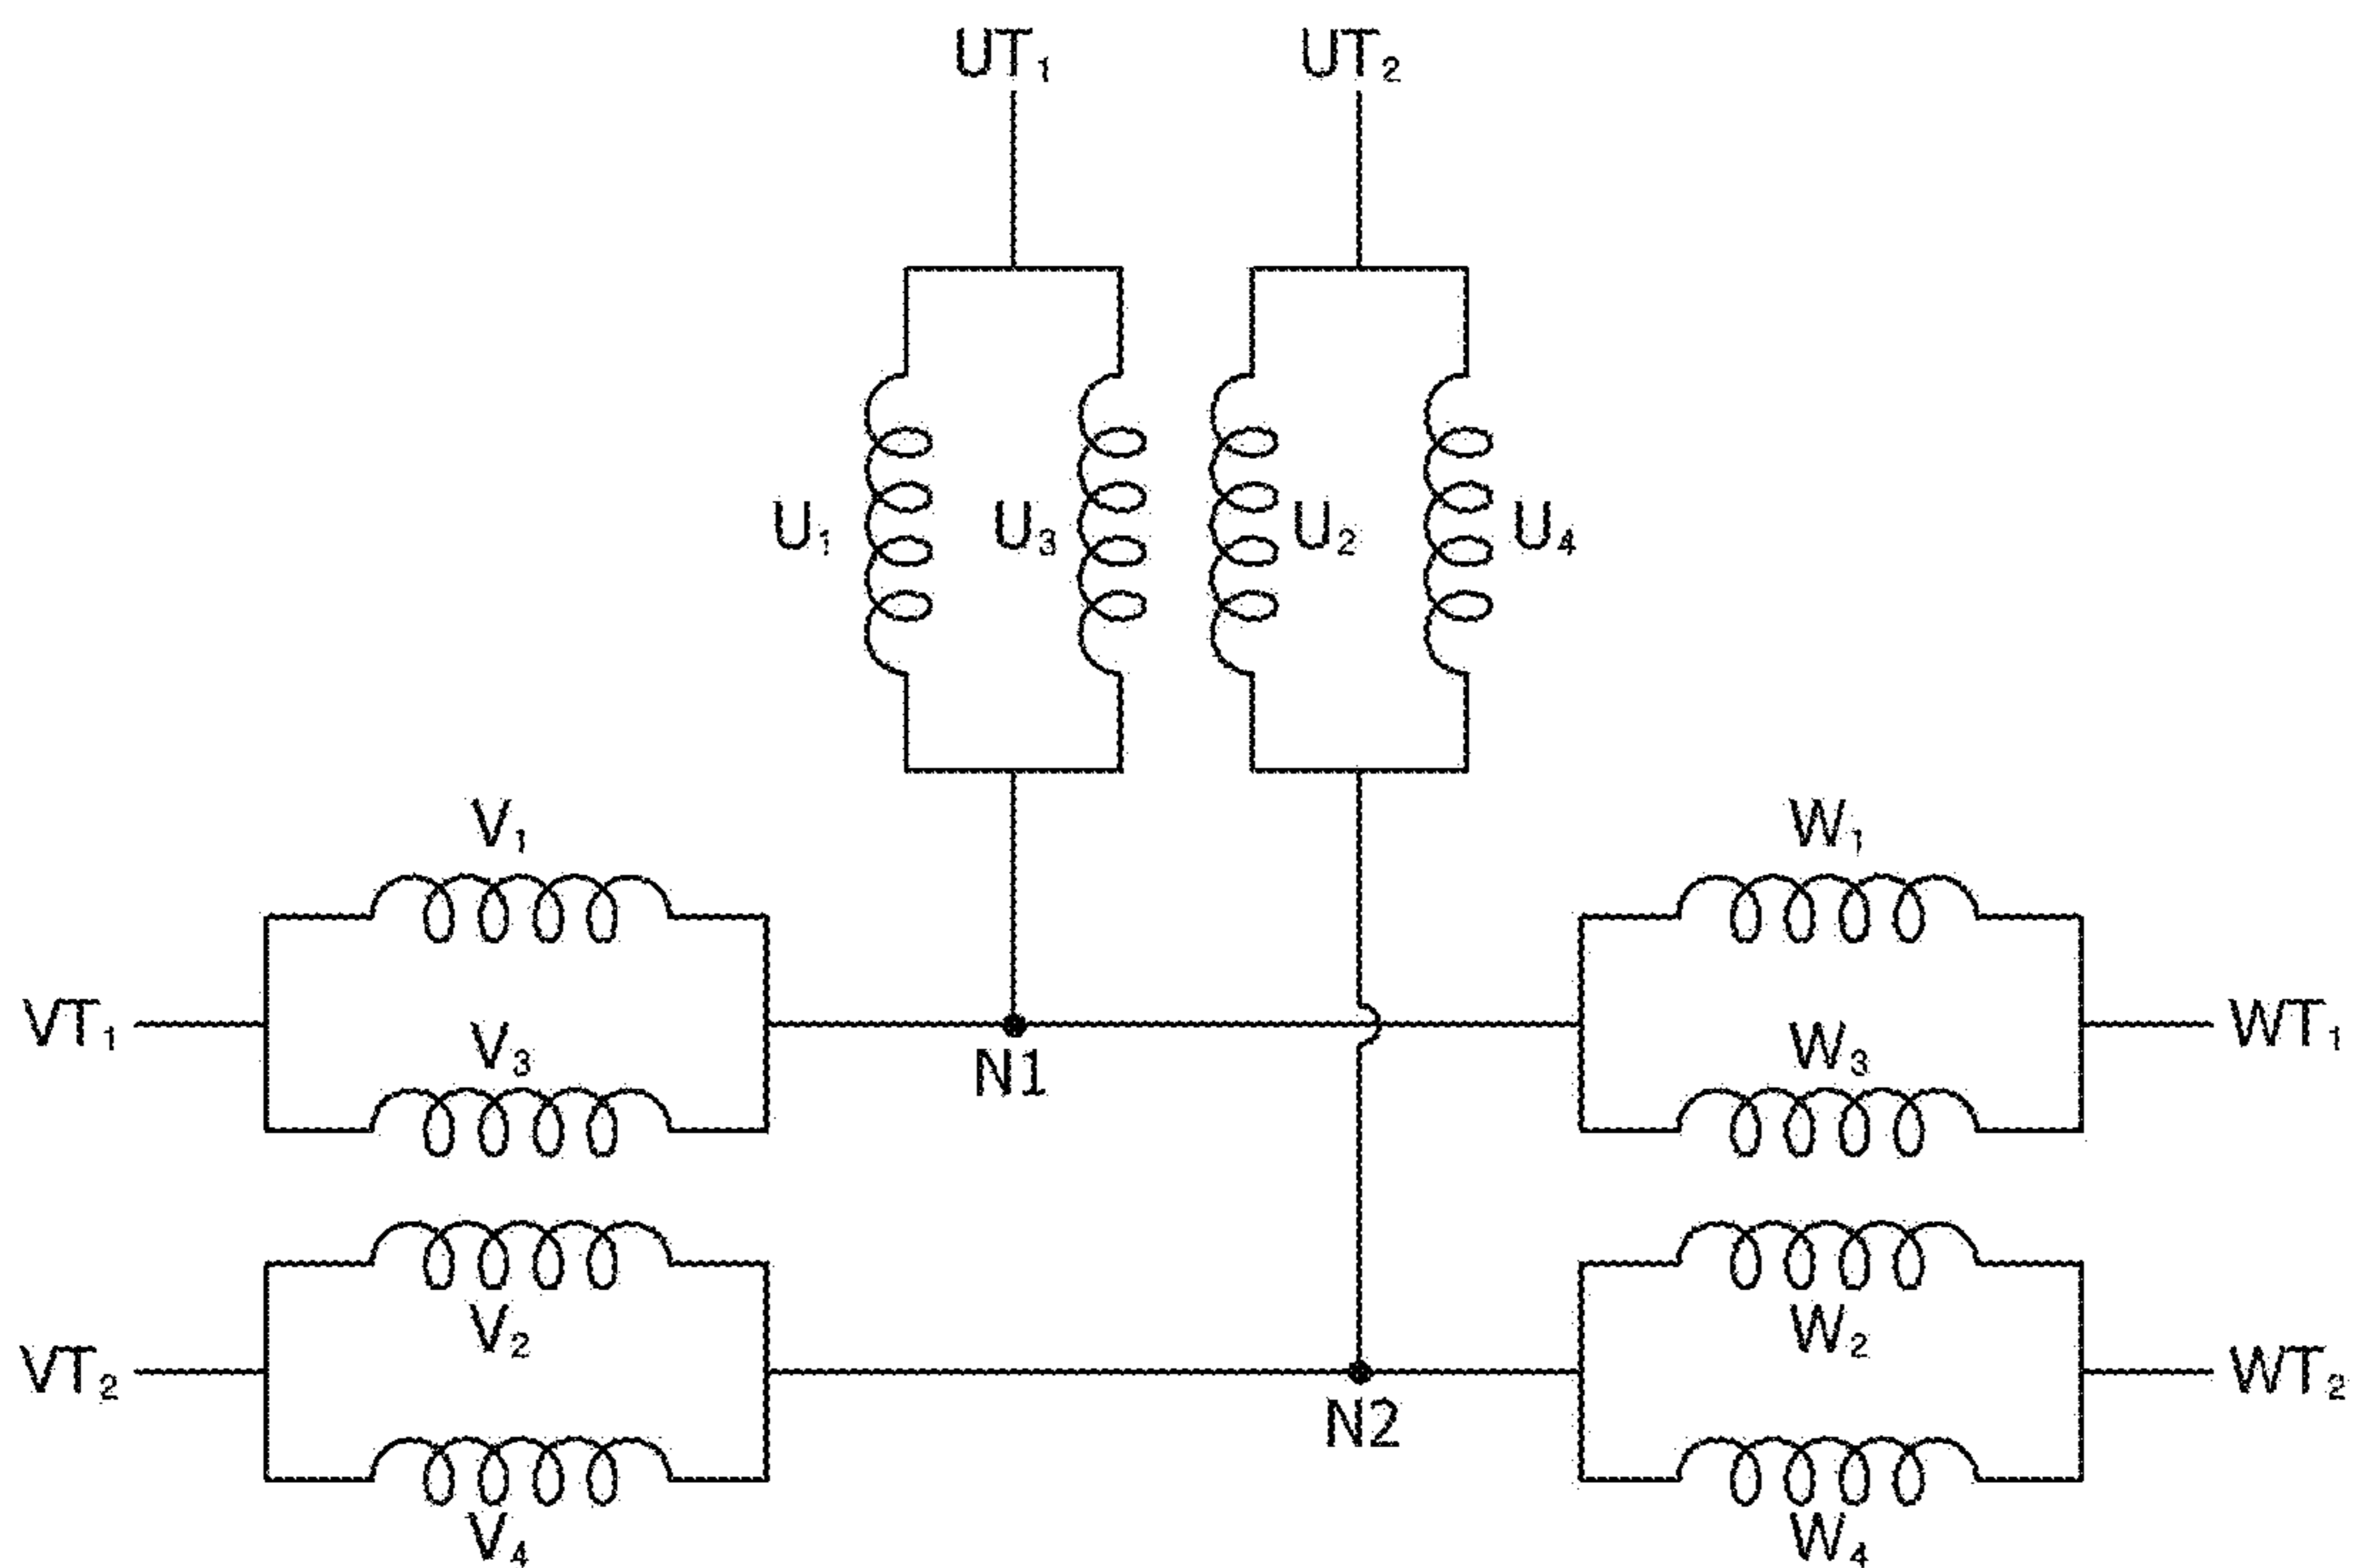 UT₁ UT₂
U₁ U₃ U₂ U₄
V₁ W₁
VT₁ V₃ N1 W₃ WT₁
V₂ W₂
VT₂ N2 WT₂
V₄ W₄